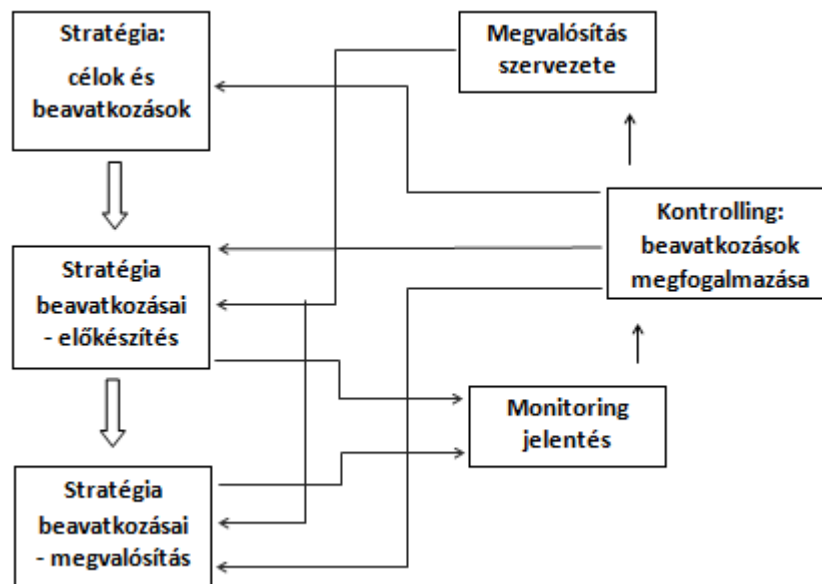 Stratégia:
célok és
beavatkozások
Megvalósítás
szervezete
Kontrolling:
beavatkozások
megfogalmazása
Stratégia
beavatkozásai
- előkészítés
Monitoring
jelentés
Stratégia
beavatkozásai
- megvalósítás